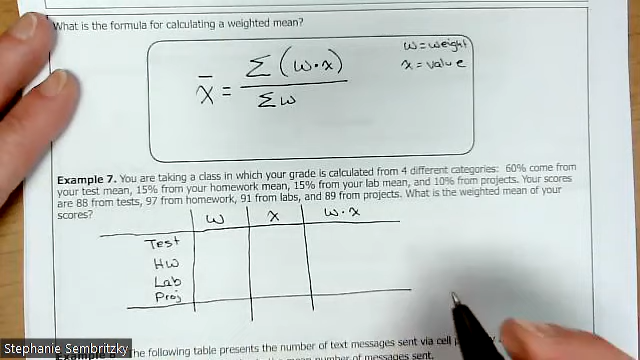 What is the formula for calculating a weighted mean?
w = weight
x = value
x̄ = Σ(w·x) / Σw
Example 7. You are taking a class in which your grade is calculated from 4 different categories: 60% come from
your test mean, 15% from your homework mean, 15% from your lab mean, and 10% from projects. Your scores
are 88 from tests, 97 from homework, 91 from labs, and 89 from projects. What is the weighted mean of your
scores?
w x w·x
Test
HW
Lab
Proj
The following table presents the number of text messages sent via cell
mean number of messages sent.
Stephanie Sembritzky